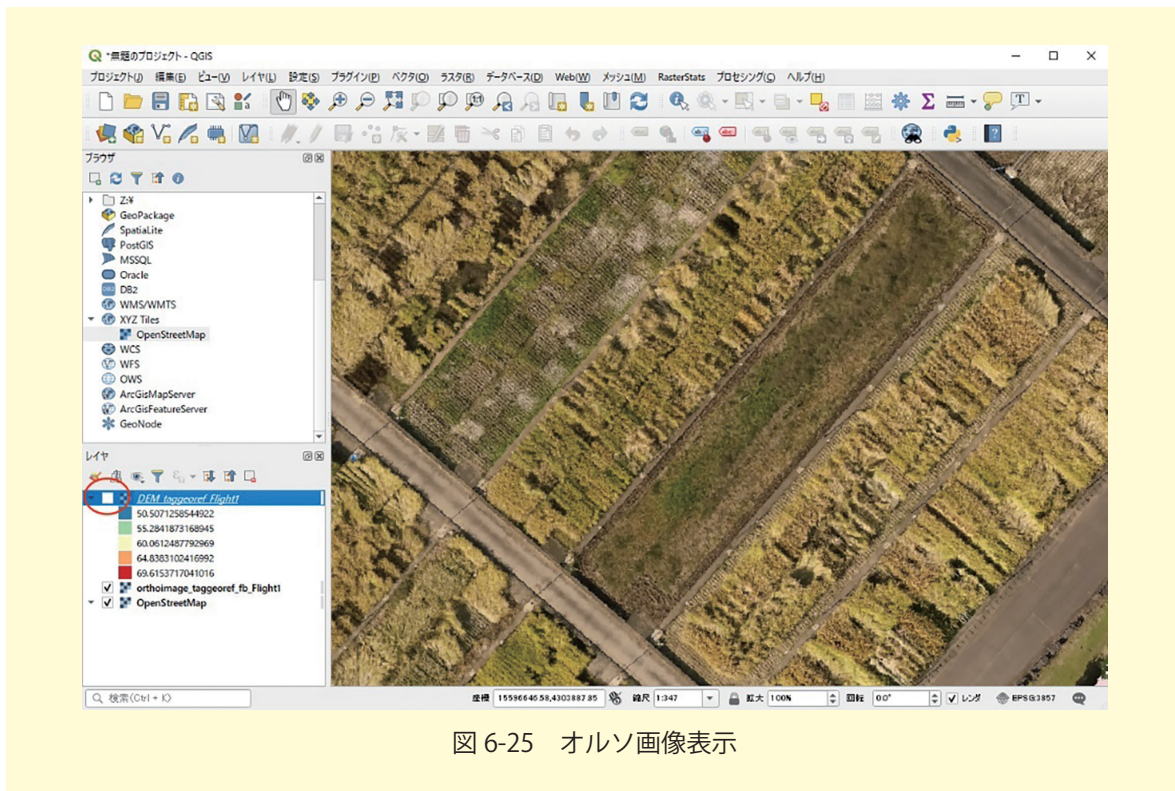 *無題のプロジェクト - QGIS
プロジェクト(J) 編集(E) ビュー(V) レイヤ(L) 設定(S) プラグイン(P) ベクタ(O) ラスタ(R) データベース(D) Web(W) メッシュ(M) RasterStats プロセシング(C) ヘルプ(H)
ブラウザ
Z:¥
GeoPackage
SpatiaLite
PostGIS
MSSQL
Oracle
DB2
WMS/WMTS
XYZ Tiles
OpenStreetMap
WCS
WFS
OWS
ArcGisMapServer
ArcGisFeatureServer
GeoNode
レイヤ
DEM_taggeoref_Flight1
50.5071258544922
55.2841873168945
60.0612487792969
64.8383102416992
69.6153717041016
orthoimage_taggeoref_fb_Flight1
OpenStreetMap
検索(Ctrl + K) 座標 15596646.58,4303887.85 縮尺 1:347 拡大 100% 回転 0.0° レンダ EPSG:3857
図 6-25 オルソ画像表示